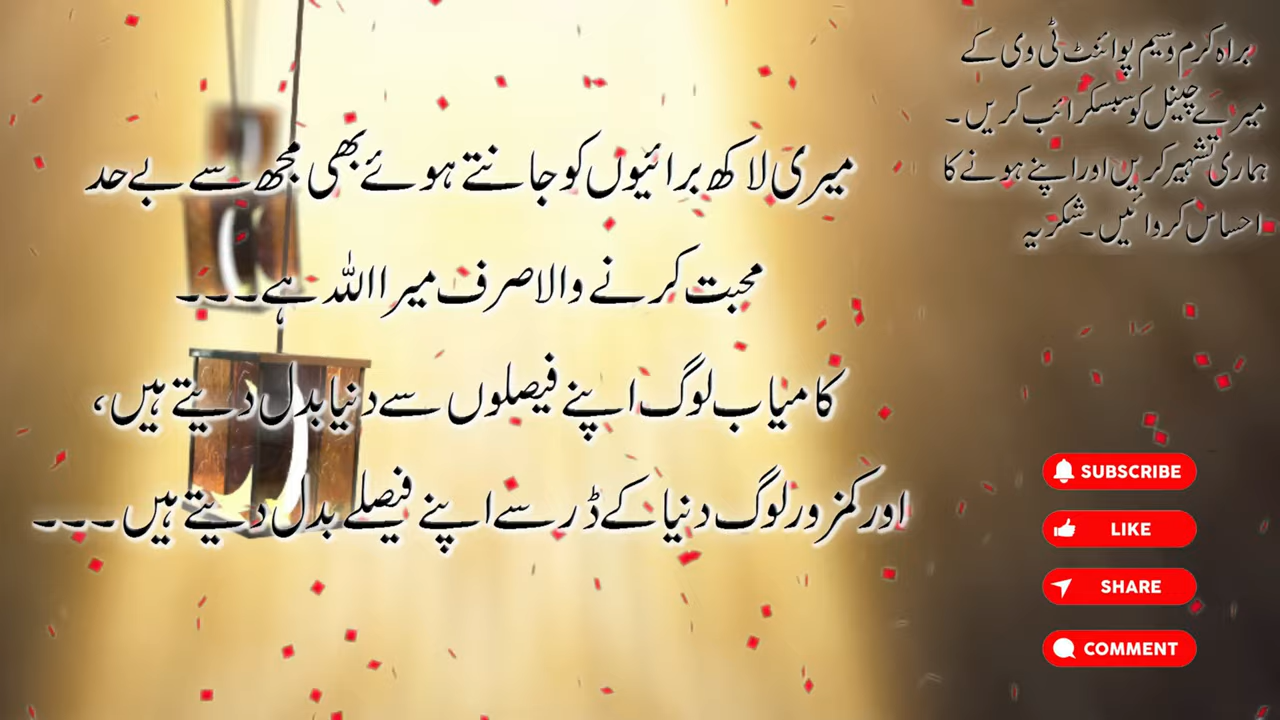 میری لاکھ برائیوں کو جانتے ہوئے بھی مجھ سے بے حد
محبت کرنے والا صرف میرا اللہ ہے۔۔۔
کامیاب لوگ اپنے فیصلوں سے دنیا بدل دیتے ہیں،
اور کمزور لوگ دنیا کے ڈر سے اپنے فیصلے بدل دیتے ہیں۔۔۔
براہ کرم وسیم پوائنٹ ٹی وی کے
میرے چینل کو سبسکرائب کریں۔
ہماری تشہیر کریں اور اپنے ہونے کا
احساس کروائیں۔ شکریہ
SUBSCRIBE
LIKE
SHARE
COMMENT